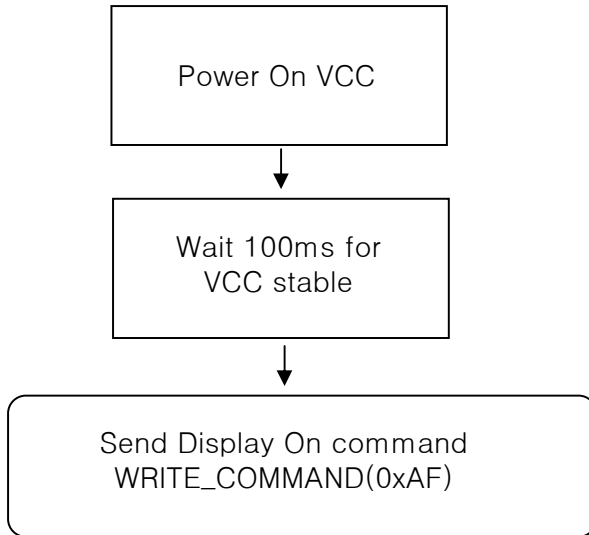 Power On VCC
Wait 100ms for
VCC stable
Send Display On command
WRITE_COMMAND(0xAF)